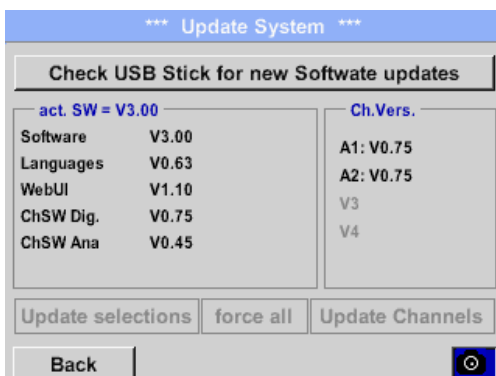 *** Update System ***
Check USB Stick for new Softwate updates
act. SW = V3.00
Software V3.00
Languages V0.63
WebUI V1.10
ChSW Dig. V0.75
ChSW Ana V0.45
Ch.Vers.
A1: V0.75
A2: V0.75
V3
V4
Update selections
force all
Update Channels
Back